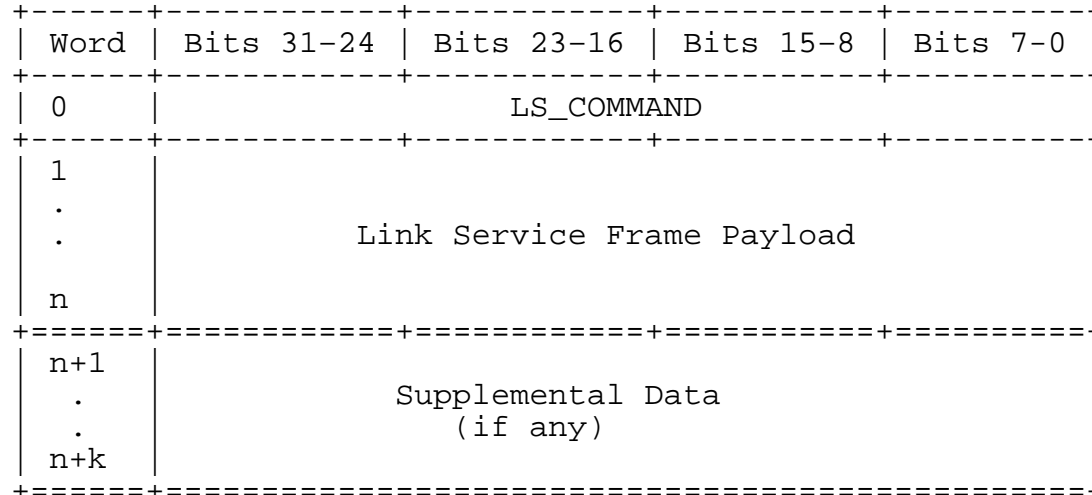 Word | Bits 31-24 | Bits 23-16 | Bits 15-8 | Bits 7-0
0 | LS_COMMAND
1
.
. Link Service Frame Payload
n
n+1
. Supplemental Data
. (if any)
n+k